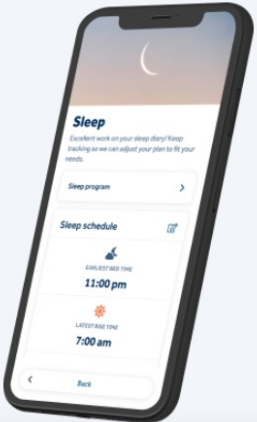 Sleep
Excellent work on your sleep diary! Keep
tracking so we can adjust your plan to fit your
needs.
Sleep program
Sleep schedule
EARLIEST BED TIME
11:00 pm
LATEST RISE TIME
7:00 am
Back